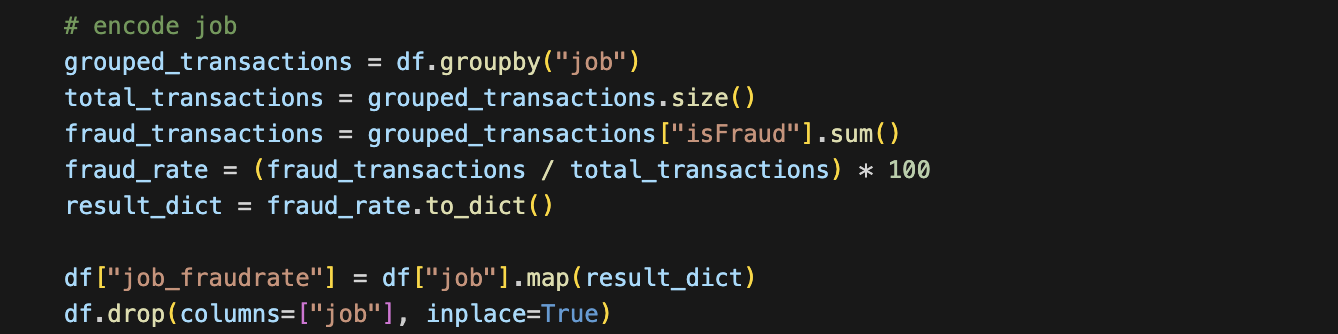 # encode job
grouped_transactions = df.groupby("job")
total_transactions = grouped_transactions.size()
fraud_transactions = grouped_transactions["isFraud"].sum()
fraud_rate = (fraud_transactions / total_transactions) * 100
result_dict = fraud_rate.to_dict()
df["job_fraudrate"] = df["job"].map(result_dict)
df.drop(columns=["job"], inplace=True)